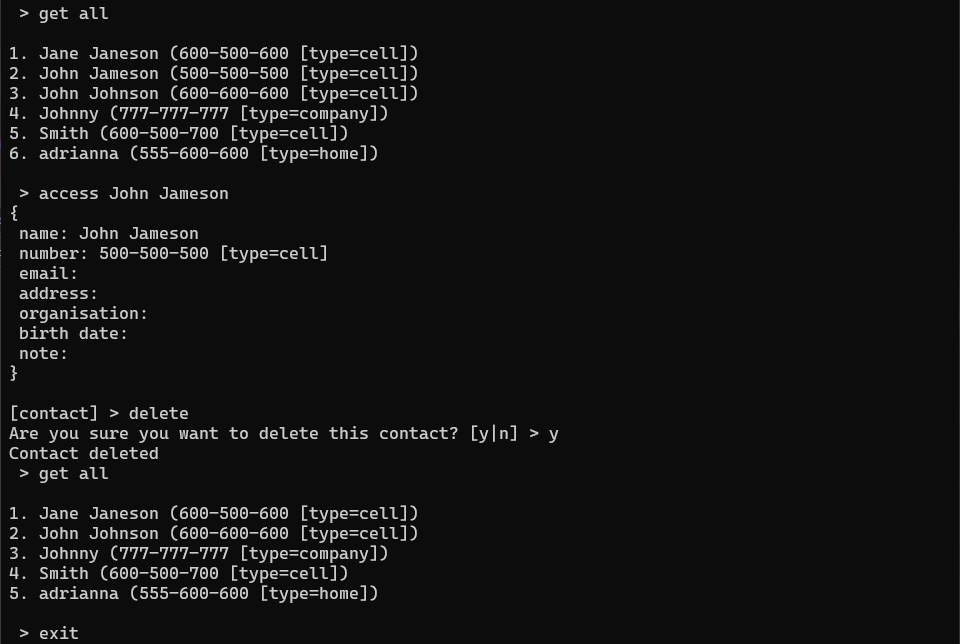 > get all
1. Jane Janeson (600-500-600 [type=cell])
2. John Jameson (500-500-500 [type=cell])
3. John Johnson (600-600-600 [type=cell])
4. Johnny (777-777-777 [type=company])
5. Smith (600-500-700 [type=cell])
6. adrianna (555-600-600 [type=home])
> access John Jameson
{
name: John Jameson
number: 500-500-500 [type=cell]
email:
address:
organisation:
birth date:
note:
}
[contact] > delete
Are you sure you want to delete this contact? [y|n] > y
Contact deleted
> get all
1. Jane Janeson (600-500-600 [type=cell])
2. John Johnson (600-600-600 [type=cell])
3. Johnny (777-777-777 [type=company])
4. Smith (600-500-700 [type=cell])
5. adrianna (555-600-600 [type=home])
> exit